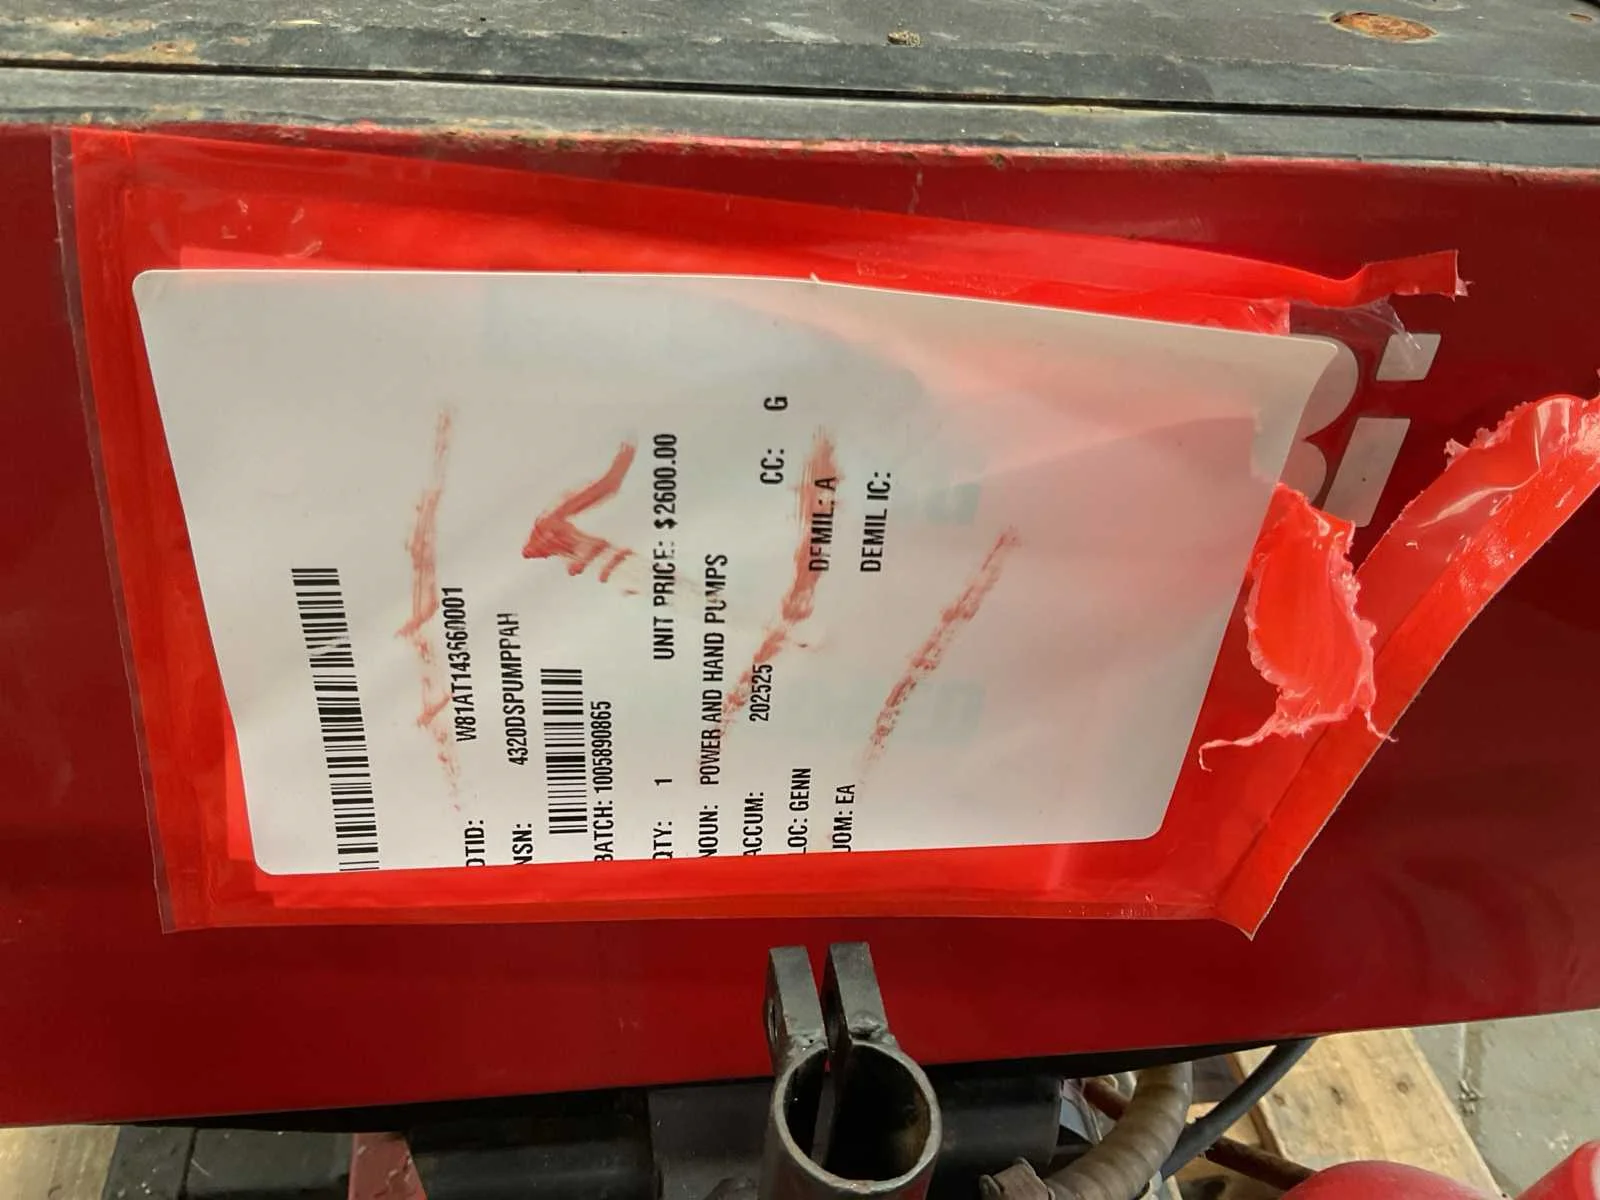 DTID: W81AT143660001
NSN: 4320DSPUMPPAH
BATCH: 1005890865
QTY: 1 UNIT PRICE: $2600.00
NOUN: POWER AND HAND PUMPS
ACCUM: 202525 CC: G
LOC: GENN DEMIL: A
UOM: EA DEMIL IC: